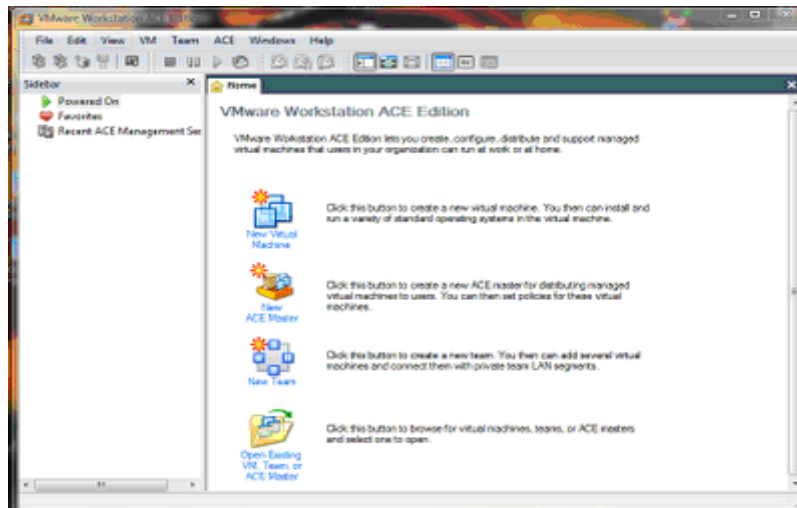 VMware Workstation ACE Edition
File Edit View VM Team ACE Windows Help
Sidebar
Powered On
Favorites
Recent ACE Management Ser
Home
VMware Workstation ACE Edition
VMware Workstation ACE Edition lets you create, configure, distribute and support managed
virtual machines that users in your organization can run at work or at home.
New Virtual
Machine
Click this button to create a new virtual machine. You then can install and
run a variety of standard operating systems in the virtual machine.
New
ACE Master
Click this button to create a new ACE master for distributing managed
virtual machines to users. You can then set policies for these virtual
machines.
New Team
Click this button to create a new team. You then can add several virtual
machines and connect them with private team LAN segments.
Open Existing
VM, Team, or
ACE Master
Click this button to browse for virtual machines, teams, or ACE masters
and select one to open.